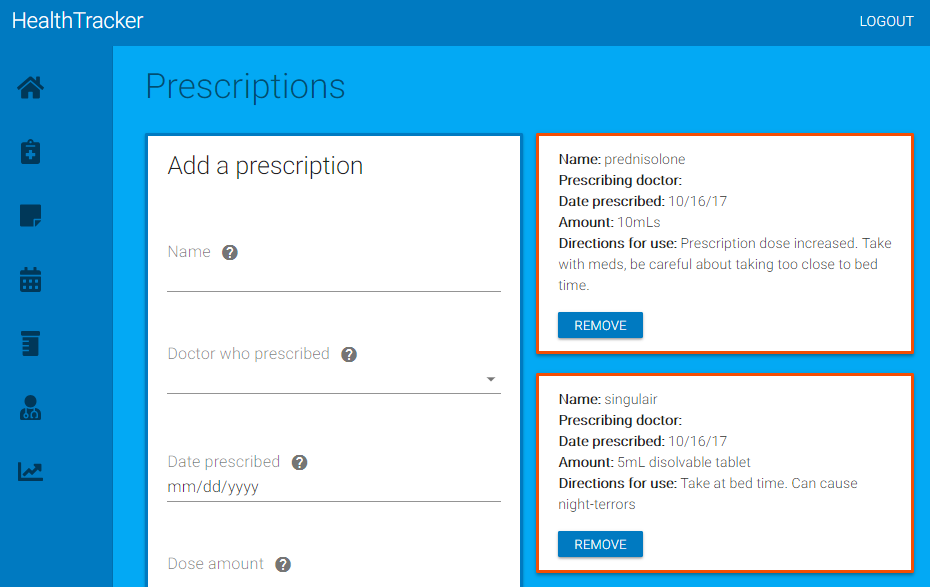 HealthTracker
LOGOUT
Prescriptions
Add a prescription
Name ?
Doctor who prescribed ?
Date prescribed ?
mm/dd/yyyy
Dose amount ?
Name: prednisolone
Prescribing doctor:
Date prescribed: 10/16/17
Amount: 10mLs
Directions for use: Prescription dose increased. Take
with meds, be careful about taking too close to bed
time.
REMOVE
Name: singulair
Prescribing doctor:
Date prescribed: 10/16/17
Amount: 5mL disolvable tablet
Directions for use: Take at bed time. Can cause
night-terrors
REMOVE